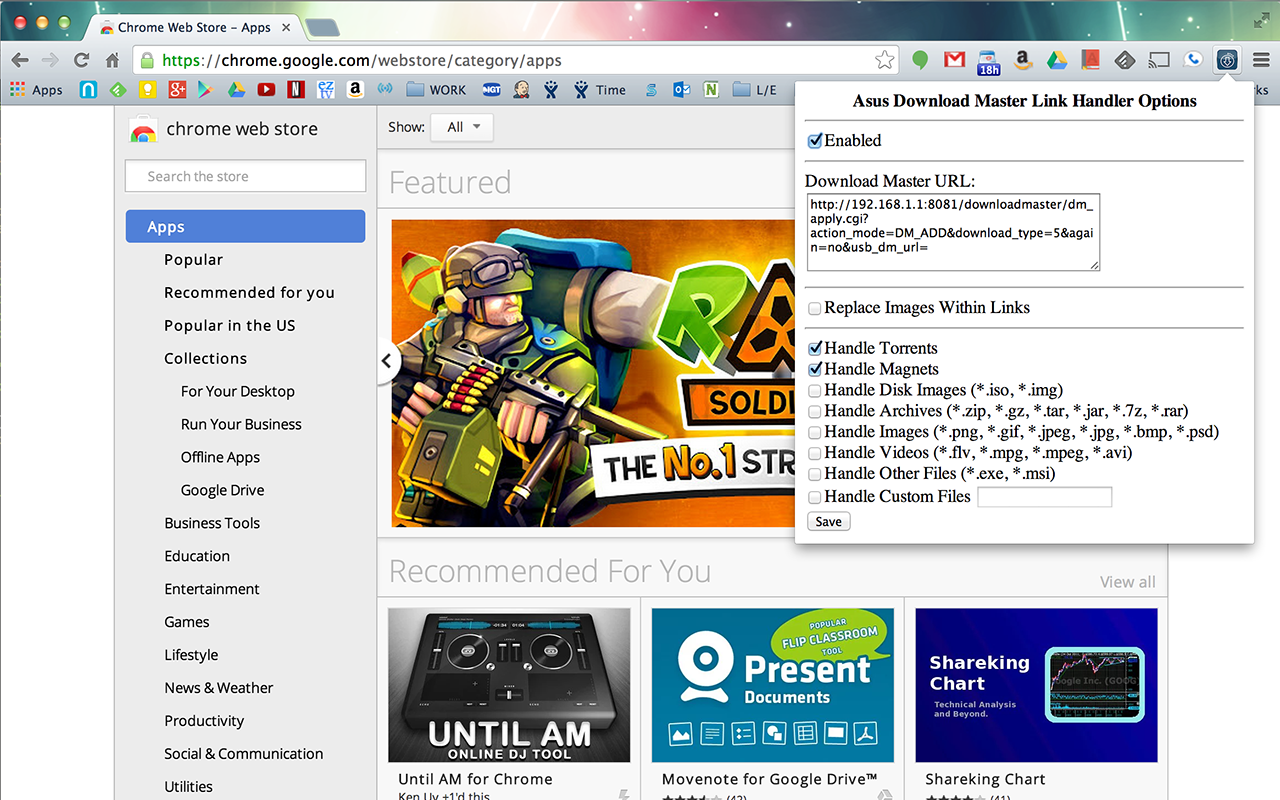 Chrome Web Store – Apps
https://chrome.google.com/webstore/category/apps
18h
Apps
WORK
NGT
Time
L/E
ks
chrome web store
Search the store
Apps
Popular
Recommended for you
Popular in the US
Collections
For Your Desktop
Run Your Business
Offline Apps
Google Drive
Business Tools
Education
Entertainment
Games
Lifestyle
News & Weather
Productivity
Social & Communication
Utilities
Show:
All
Featured
SOLDI
THE No.1 STR
Asus Download Master Link Handler Options
Enabled
Download Master URL:
http://192.168.1.1:8081/downloadmaster/dm_
apply.cgi?
action_mode=DM_ADD&download_type=5&agai
n=no&usb_dm_url=
Replace Images Within Links
Handle Torrents
Handle Magnets
Handle Disk Images (*.iso, *.img)
Handle Archives (*.zip, *.gz, *.tar, *.jar, *.7z, *.rar)
Handle Images (*.png, *.gif, *.jpeg, *.jpg, *.bmp, *.psd)
Handle Videos (*.flv, *.mpg, *.mpeg, *.avi)
Handle Other Files (*.exe, *.msi)
Handle Custom Files
Save
Recommended For You
View all
UNTIL AM
ONLINE DJ TOOL
Until AM for Chrome
Ken Uy +1'd this
POPULAR
FLIP CLASSROOM
TOOL
Present
Documents
Movenote for Google Drive™
(42)
Shareking
Chart
Technical Analysis
and Beyond.
Shareking Chart
(41)